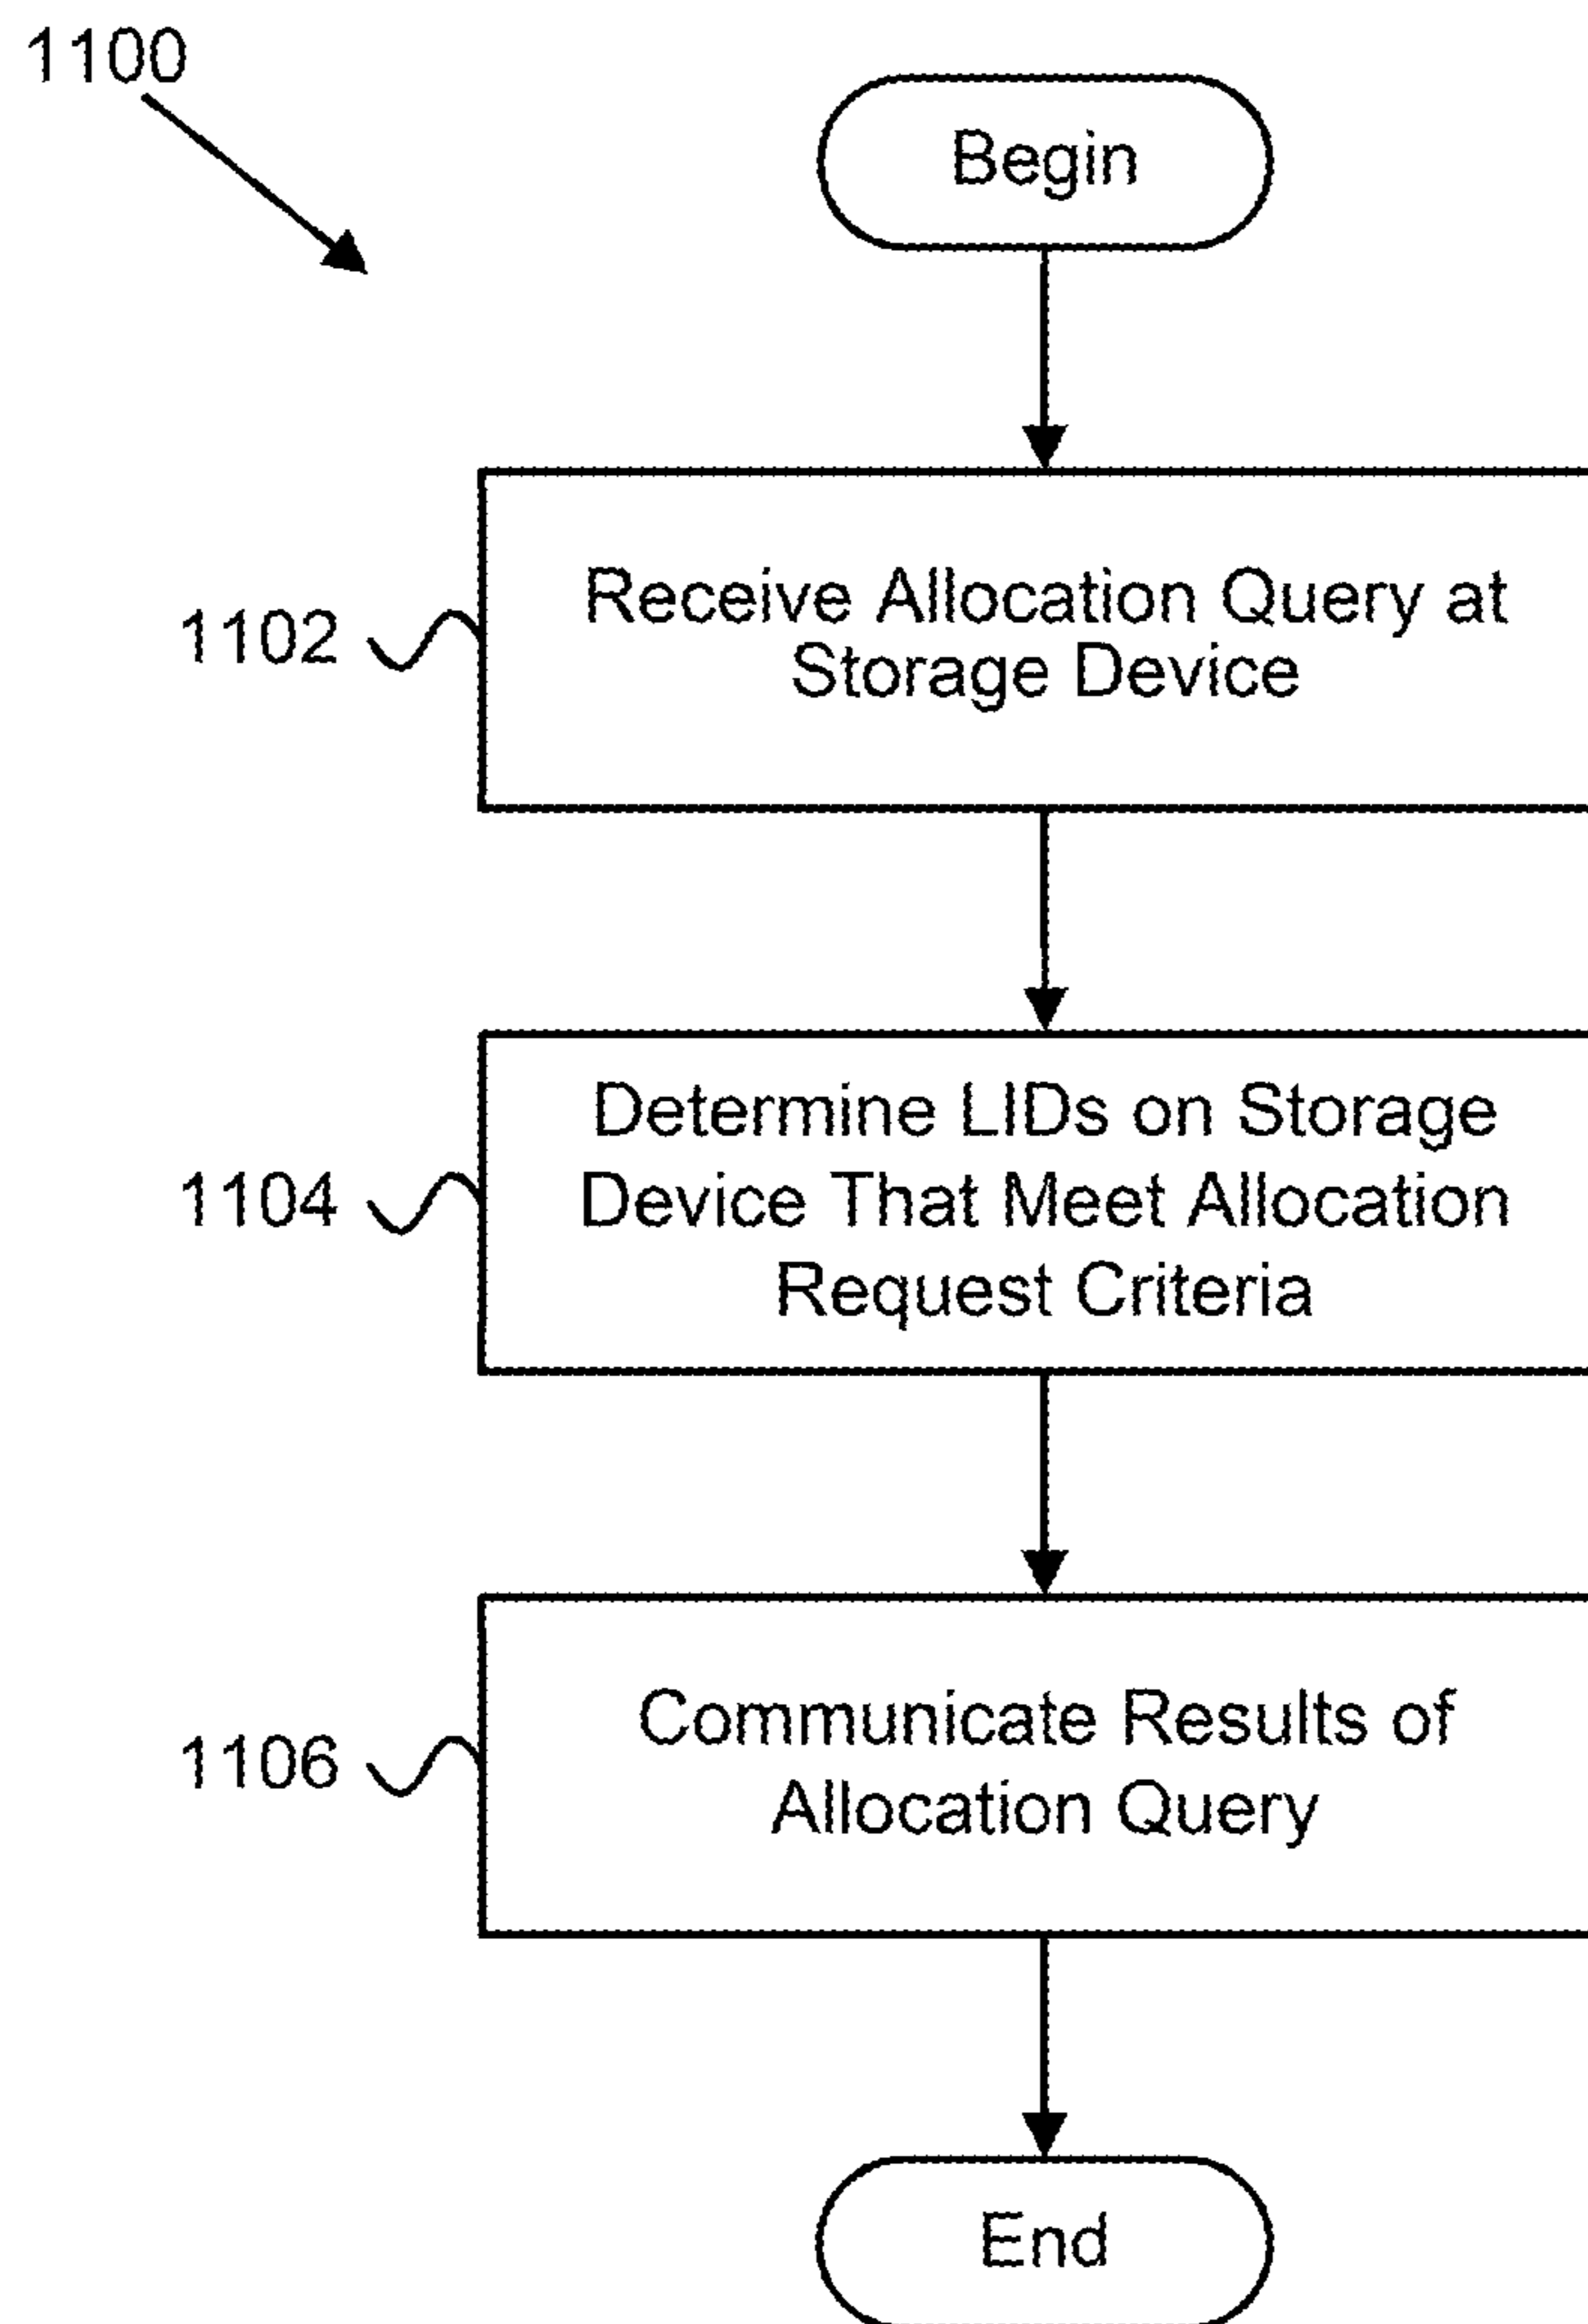 1100
Begin
1102
Receive Allocation Query at
Storage Device
1104
Determine LIDs on Storage
Device That Meet Allocation
Request Criteria
1106
Communicate Results of
Allocation Query
End